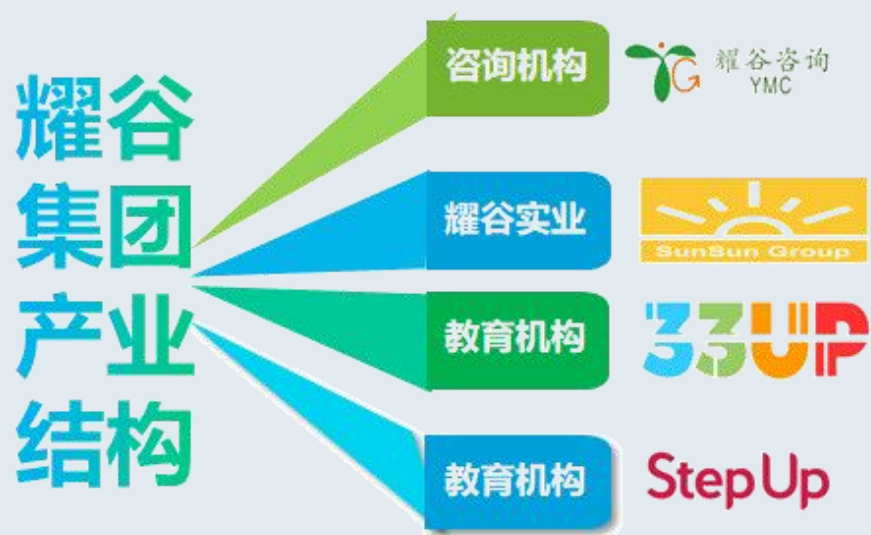 耀谷
集团
产业
结构
咨询机构
耀谷咨询
YMC
耀谷实业
SunSun Group
教育机构
33UP
教育机构
StepUp